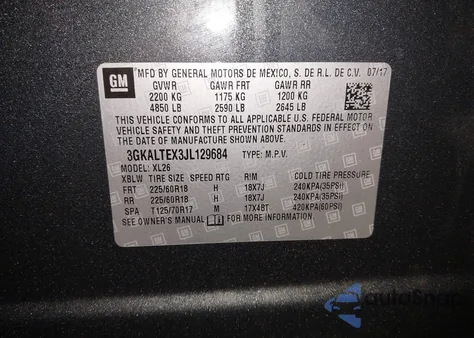 GM MFD BY GENERAL MOTORS DE MEXICO, S. DE R.L. DE C.V. 07/17
GVWR GAWR FRT GAWR RR
2200 KG 1175 KG 1200 KG
4850 LB 2590 LB 2645 LB
THIS VEHICLE CONFORMS TO ALL APPLICABLE U.S. FEDERAL MOTOR
VEHICLE SAFETY AND THEFT PREVENTION STANDARDS IN EFFECT ON
THE DATE OF MANUFACTURE SHOWN ABOVE.
3GKALTEX3JL129684 TYPE: M.P.V.
MODEL: XL26
XBLW TIRE SIZE SPEED RTG RIM COLD TIRE PRESSURE
FRT 225/60R18 H 18X7J 240KPA(35PSI)
RR 225/60R18 H 18X7J 240KPA(35PSI)
SPA T125/70R17 M 17X4BT 420KPA(60PSI)
SEE OWNER'S MANUAL FOR MORE INFORMATION
autoSnap